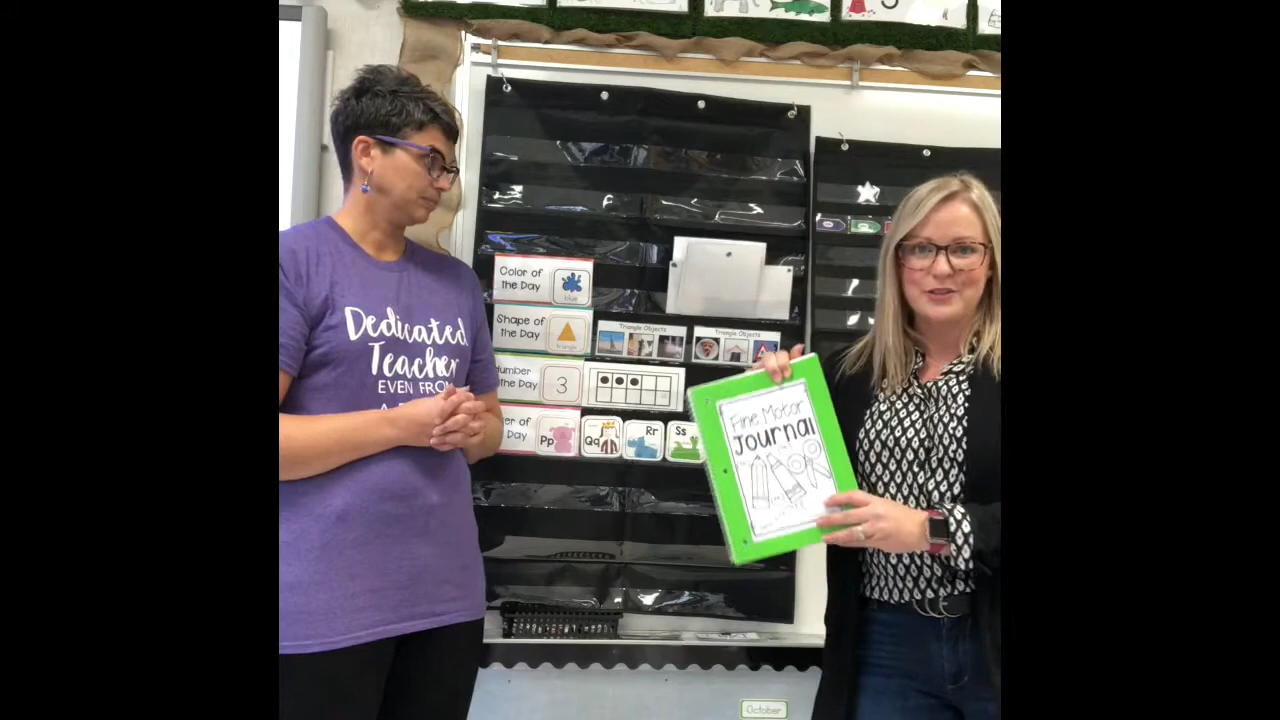 Dedicated
Teacher
EVEN FROM
Color of
the Day
blue
Shape of
the Day
triangle
Triangle Objects
Triangle Objects
the Day
3
Day
Pp
Qq
Rr
Ss
Fine Motor
Journal
October